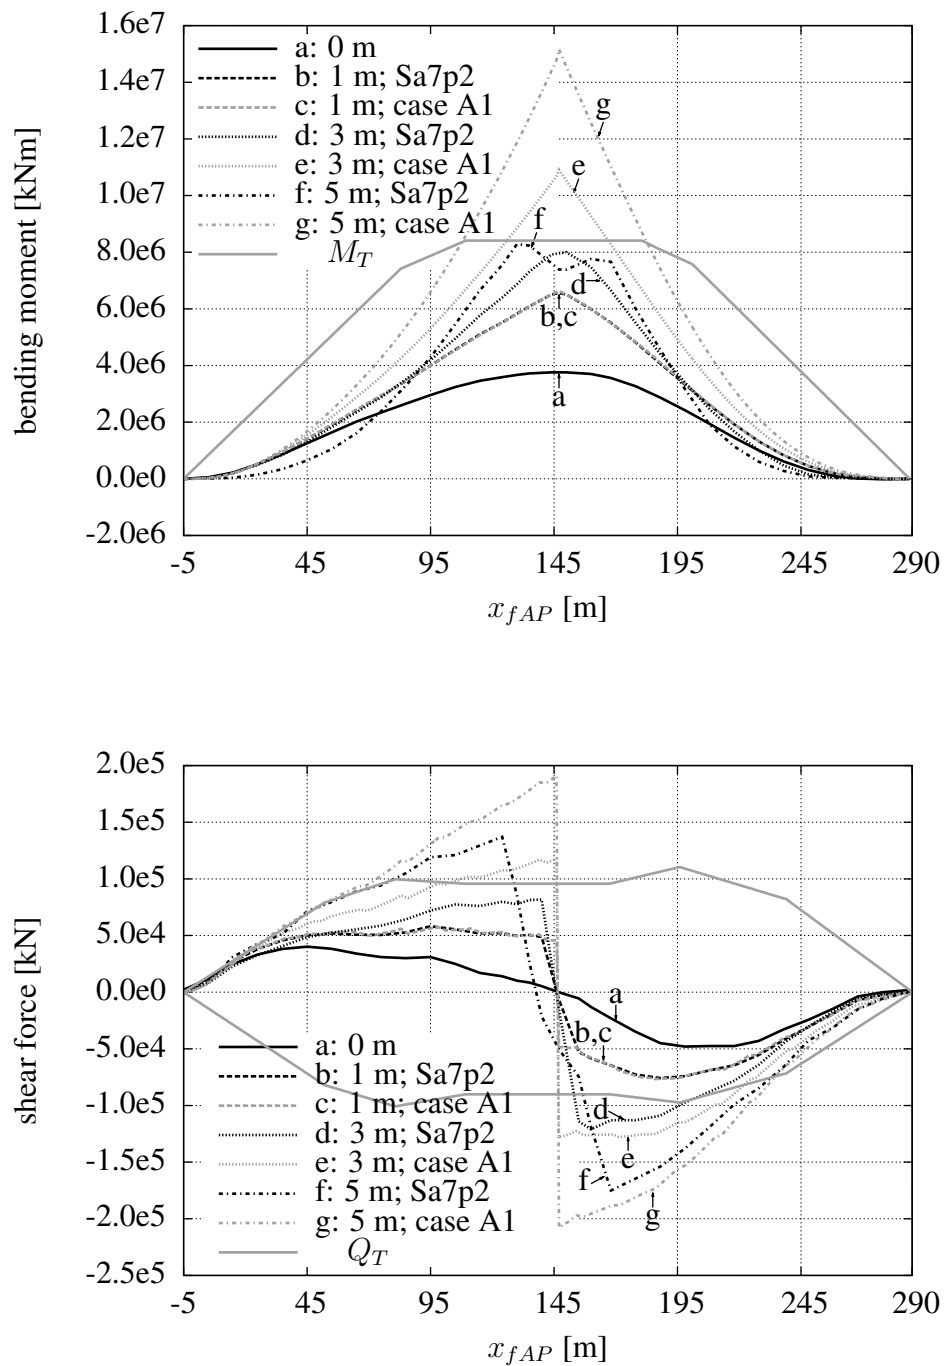 1.6e7
a: 0 m
1.4e7
b: 1 m; Sa7p2
c: 1 m; case A1
g
1.2e7
d: 3 m; Sa7p2
e: 3 m; case A1
e
1.0e7
f: 5 m; Sa7p2
g: 5 m; case A1
f
8.0e6
M_T
d
6.0e6
b,c
4.0e6
a
2.0e6
0.0e0
-2.0e6
bending moment [kNm]
-5 45 95 145 195 245 290
x_{fAP} [m]
2.0e5
1.5e5
1.0e5
5.0e4
0.0e0
a
b,c
-5.0e4
a: 0 m
b: 1 m; Sa7p2
-1.0e5
c: 1 m; case A1
d
d: 3 m; Sa7p2
-1.5e5
e: 3 m; case A1
e
f
f: 5 m; Sa7p2
-2.0e5
g: 5 m; case A1
g
Q_T
-2.5e5
shear force [kN]
-5 45 95 145 195 245 290
x_{fAP} [m]